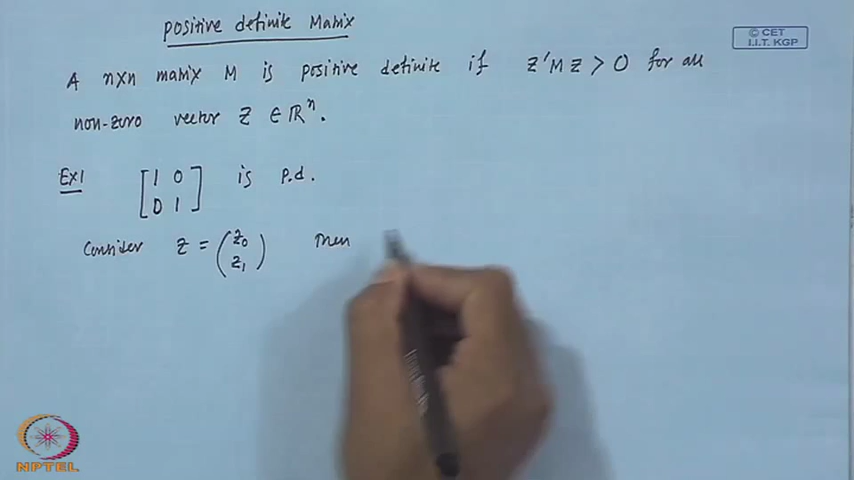 positive definite Matrix
© CET
I.I.T. KGP
A n×n matrix M is positive definite if Z'MZ > 0 for all
non-zero vector Z ∈ ℝⁿ.
Ex1 [1 0
0 1] is p.d.
Consider Z = (Z₀
Z₁) Then
NPTEL